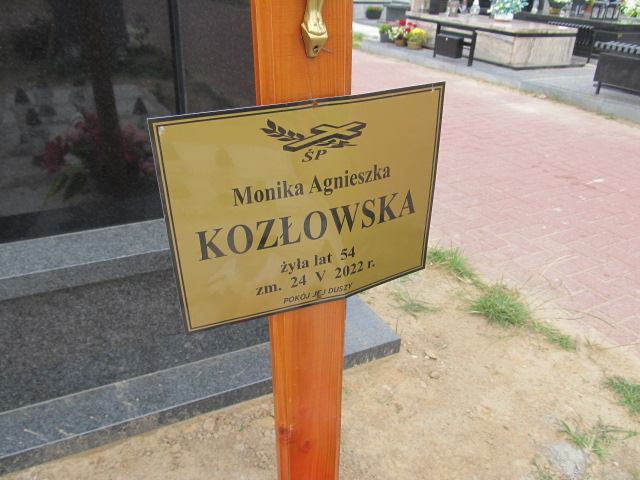 ŚP
Monika Agnieszka
KOZŁOWSKA
żyła lat 54
zm. 24 V 2022 r.
POKÓJ JEJ DUSZY